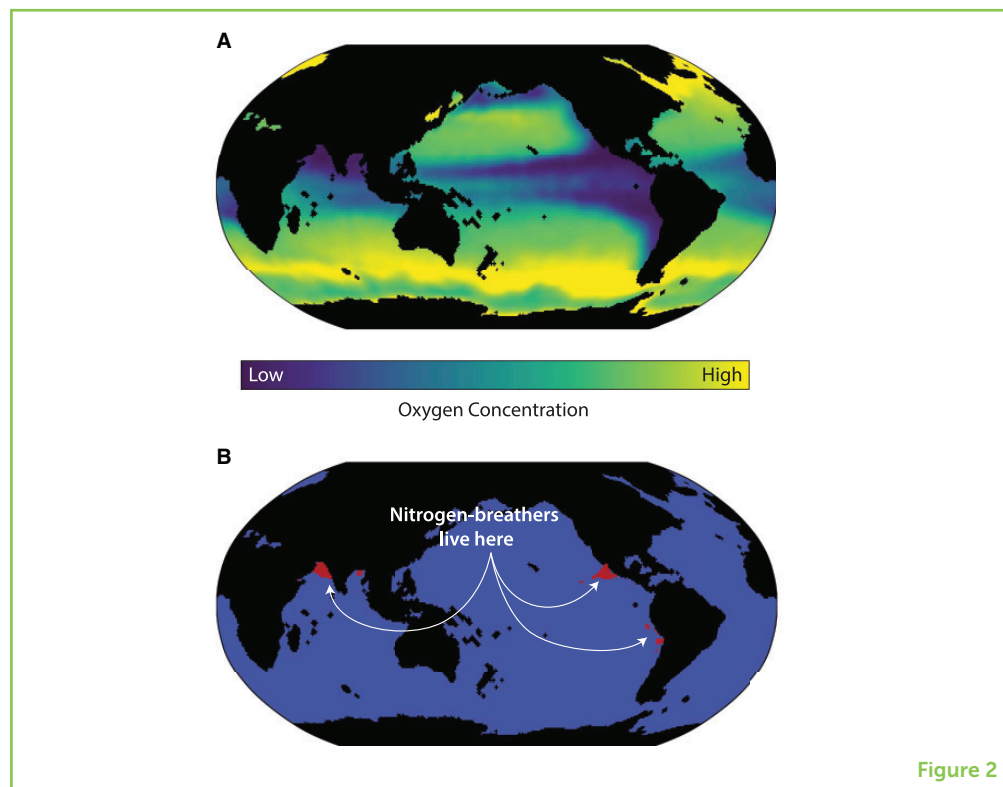 A
Low
High
Oxygen Concentration
B
Nitrogen-breathers
live here
Figure 2